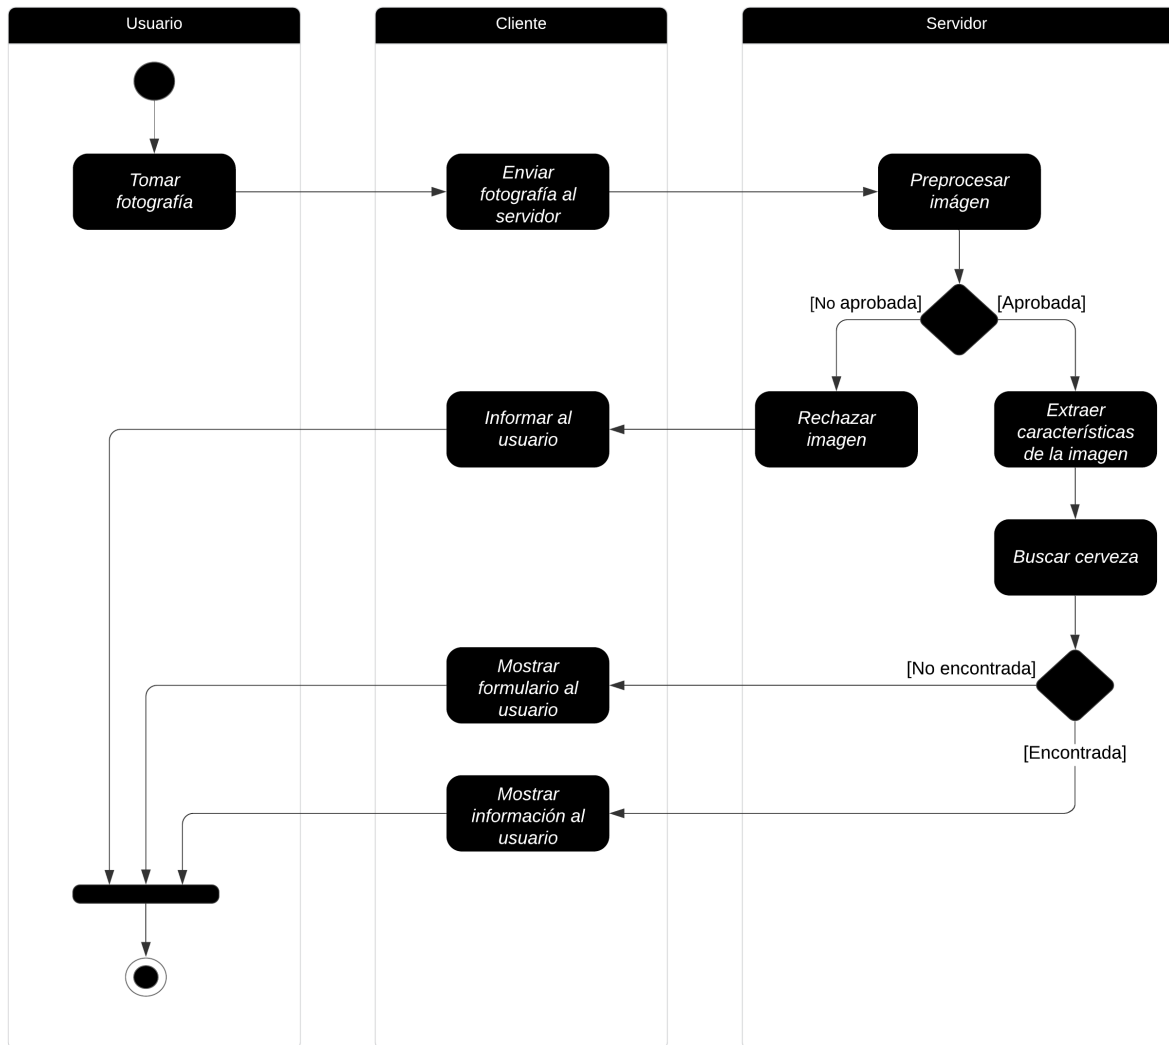 Usuario
Cliente
Servidor
Tomar
fotografía
Enviar
fotografía al
servidor
Preprocesar
imágen
[No aprobada]
[Aprobada]
Informar al
usuario
Rechazar
imagen
Extraer
características
de la imagen
Buscar cerveza
Mostrar
formulario al
usuario
[No encontrada]
[Encontrada]
Mostrar
información al
usuario